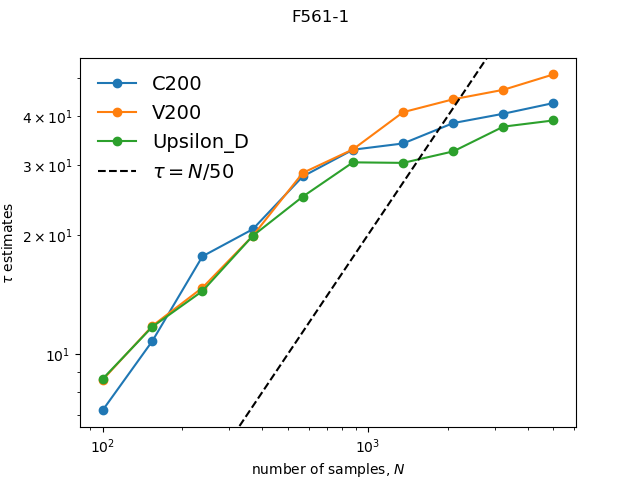 F561-1
C200
V200
Upsilon_D
τ = N/50
4 × 10¹
3 × 10¹
2 × 10¹
10¹
τ estimates
10²
10³
number of samples, N